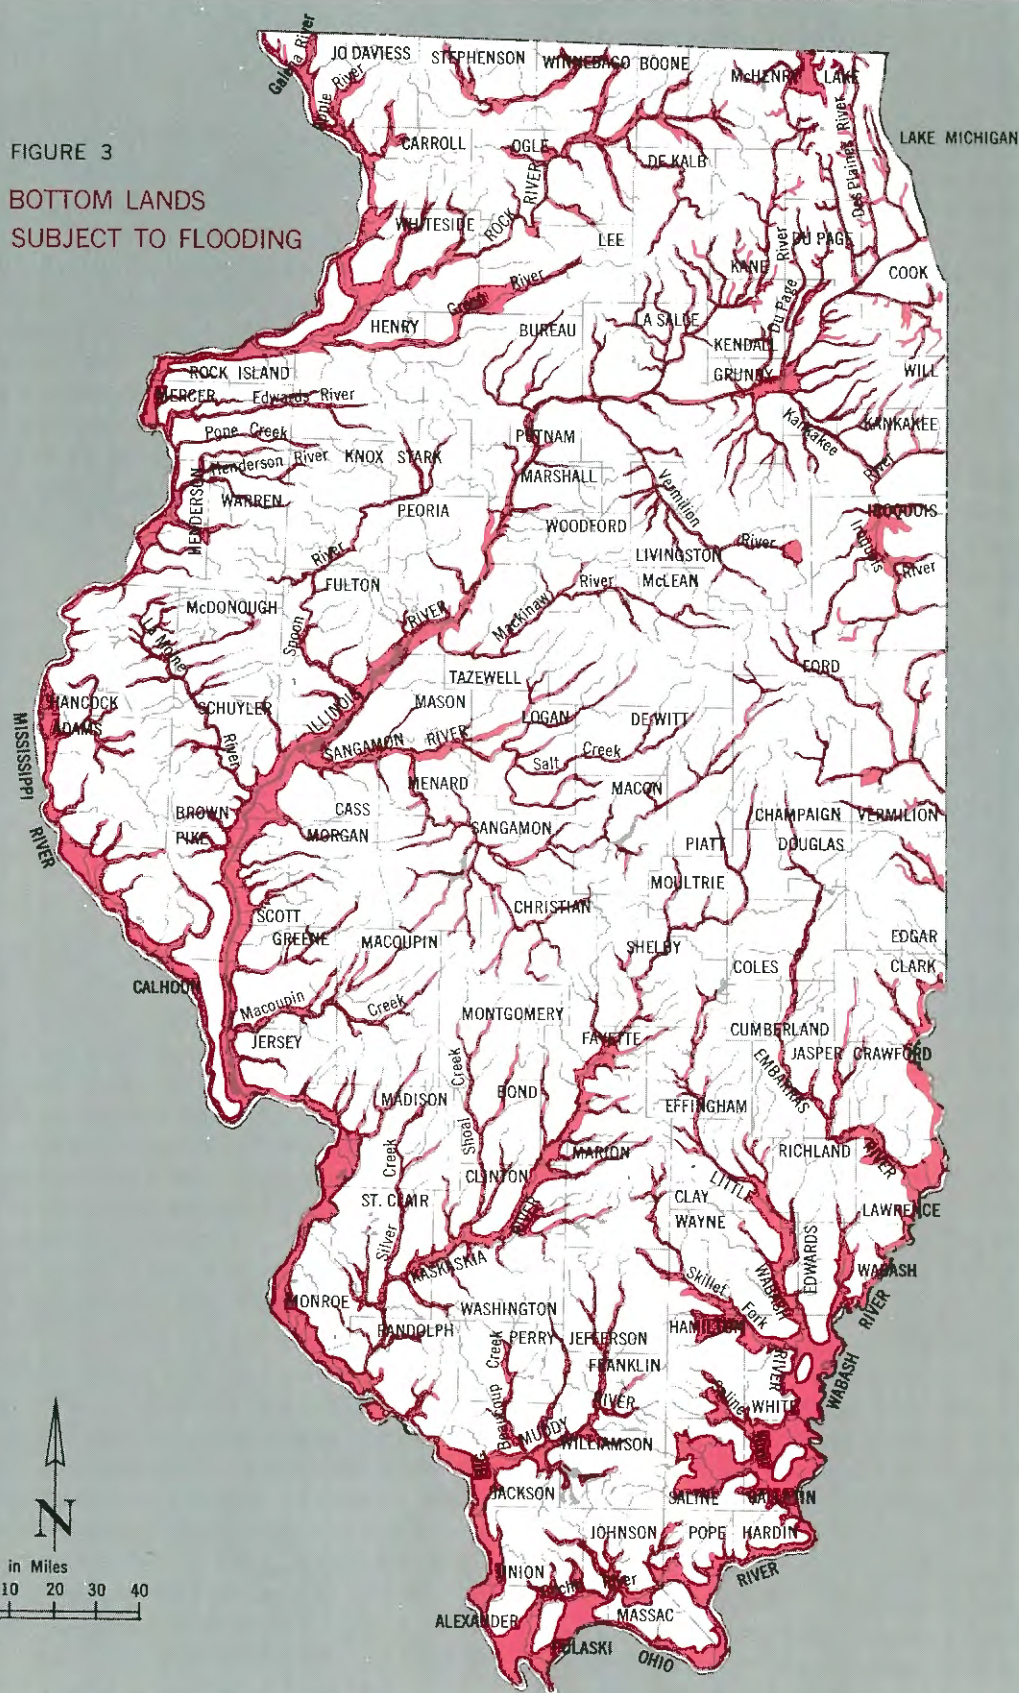 FIGURE 3
BOTTOM LANDS
SUBJECT TO FLOODING
Galena River
JO DAVIESS
STEPHENSON
WINNEBAGO
BOONE
McHENRY
LAKE
Apple River
LAKE MICHIGAN
Des Plaines River
CARROLL
OGLE
DE KALB
ROCK RIVER
WHITESIDE
LEE
DU PAGE
KANE
River
COOK
Green River
HENRY
BUREAU
LA SALLE
Du Page
KENDALL
GRUNDY
WILL
ROCK ISLAND
MERCER
Edwards River
Pope Creek
PUTNAM
Kankakee River
KANKAKEE
Henderson River
KNOX
STARK
MARSHALL
HENDERSON
WARREN
PEORIA
Vermilion River
WOODFORD
LIVINGSTON
IROQUOIS
Iroquois River
Spoon River
FULTON
McLEAN
Mackinaw River
McDONOUGH
La Moine River
ILLINOIS RIVER
TAZEWELL
FORD
HANCOCK
ADAMS
SCHUYLER
MASON
LOGAN
DE WITT
MISSISSIPPI RIVER
SANGAMON RIVER
Salt Creek
MENARD
MACON
BROWN
PIKE
CASS
MORGAN
SANGAMON
CHAMPAIGN
VERMILION
PIATT
DOUGLAS
MOULTRIE
SCOTT
GREENE
MACOUPIN
CHRISTIAN
SHELBY
EDGAR
COLES
CLARK
CALHOUN
Macoupin Creek
JERSEY
MONTGOMERY
FAYETTE
CUMBERLAND
JASPER
CRAWFORD
EMBARRAS RIVER
MADISON
Shoal Creek
BOND
EFFINGHAM
MARION
RICHLAND
CLINTON
Silver Creek
ST. CLAIR
CLAY
WAYNE
LITTLE WABASH RIVER
LAWRENCE
EDWARDS
WABASH
KASKASKIA RIVER
Skillet Fork
MONROE
WASHINGTON
RANDOLPH
PERRY
JEFFERSON
HAMILTON
WABASH RIVER
FRANKLIN
Beaucoup Creek
BIG MUDDY RIVER
Saline
WHITE
WILLIAMSON
JACKSON
SALINE
GALLATIN
JOHNSON
POPE
HARDIN
UNION
Cache River
ALEXANDER
PULASKI
MASSAC
OHIO RIVER
N
in Miles
10 20 30 40